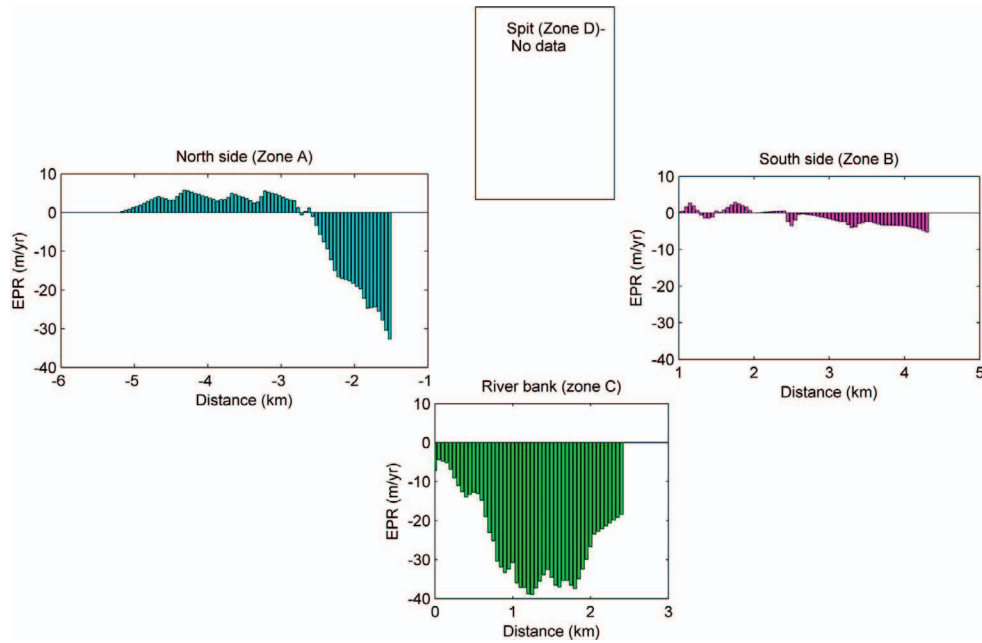 Spit (Zone D)-
No data
North side (Zone A)
10
0
-10
-20
-30
-40
EPR (m/yr)
-6 -5 -4 -3 -2 -1
Distance (km)
South side (Zone B)
10
0
-10
-20
-30
-40
EPR (m/yr)
1 2 3 4 5
Distance (km)
River bank (zone C)
10
0
-10
-20
-30
-40
EPR (m/yr)
0 1 2 3
Distance (km)